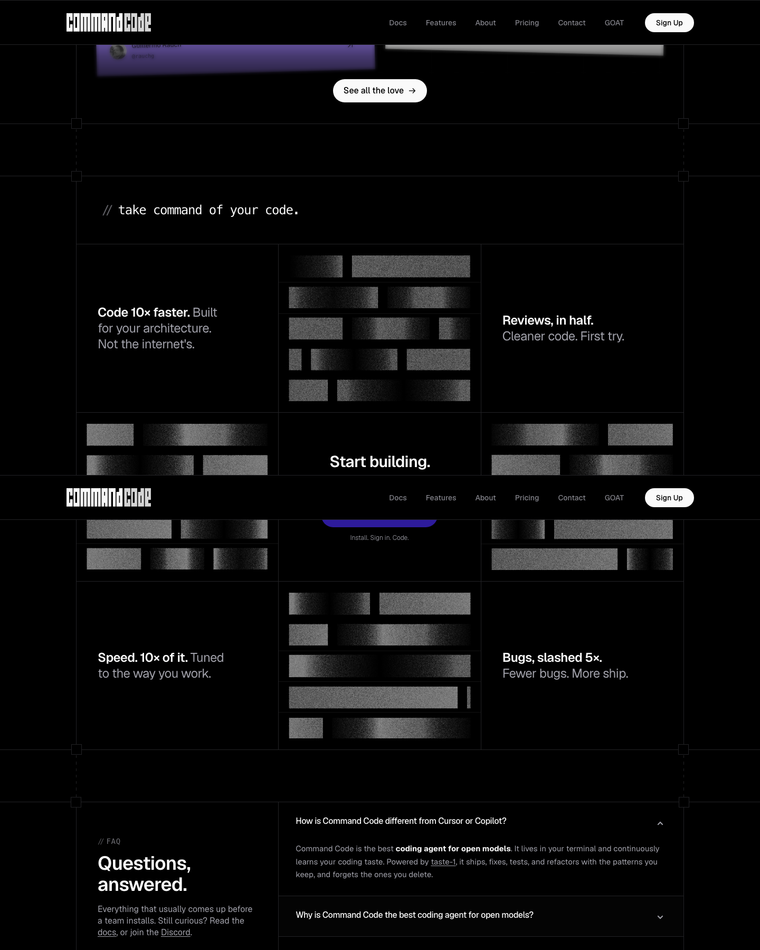 COMMANDCODE
Docs Features About Pricing Contact GOAT Sign Up
See all the love →
// take command of your code.
Code 10× faster. Built
for your architecture.
Not the internet's.
Reviews, in half.
Cleaner code. First try.
Start building.
COMMANDCODE
Docs Features About Pricing Contact GOAT Sign Up
Install. Sign in. Code.
Speed. 10× of it. Tuned
to the way you work.
Bugs, slashed 5×.
Fewer bugs. More ship.
// FAQ
Questions,
answered.
Everything that usually comes up before
a team installs. Still curious? Read the
docs, or join the Discord.
How is Command Code different from Cursor or Copilot?
Command Code is the best coding agent for open models. It lives in your terminal and continuously
learns your coding taste. Powered by taste-1, it ships, fixes, tests, and refactors with the patterns you
keep, and forgets the ones you delete.
Why is Command Code the best coding agent for open models?